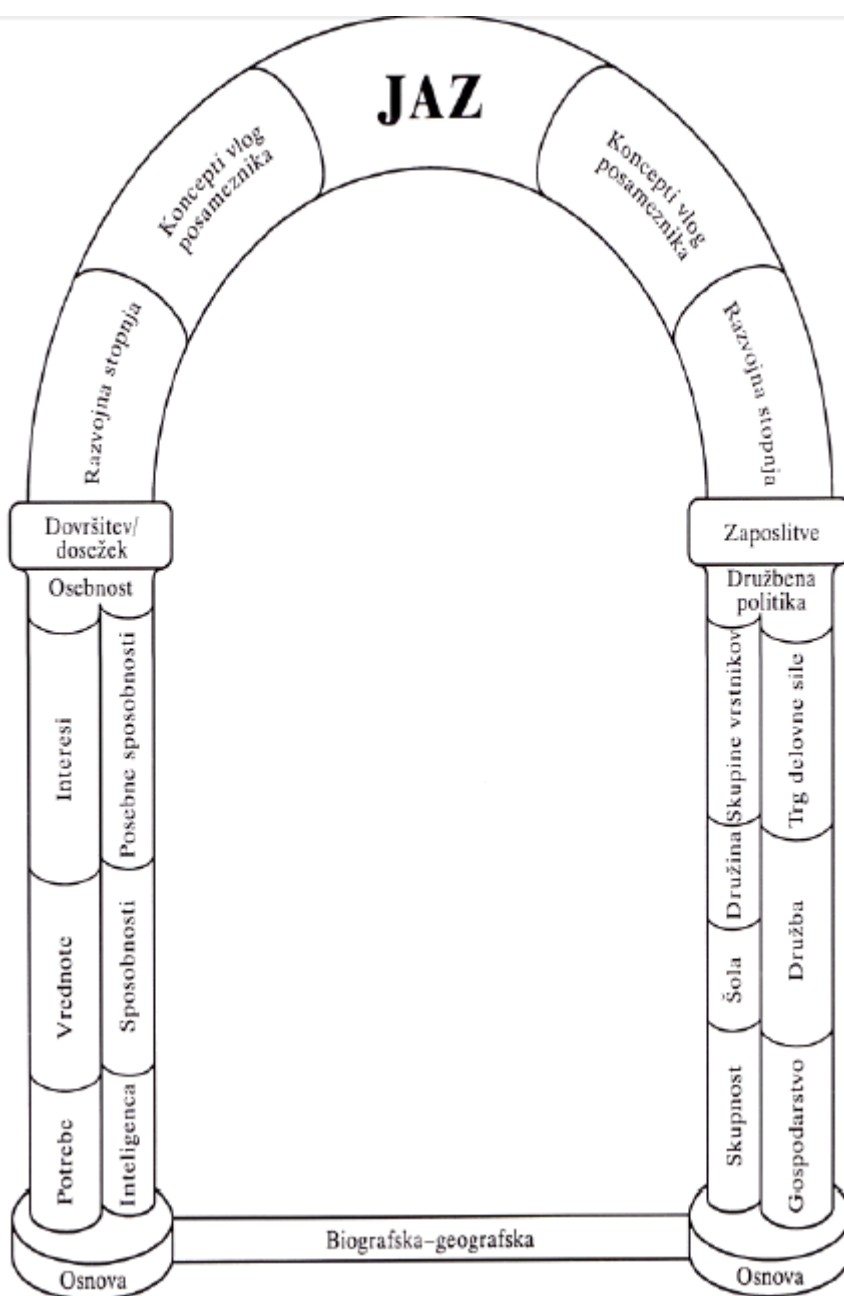 JAZ
Koncepti vlog
posameznika
Koncepti vlog
posameznika
Razvojna stopnja
Razvojna stopnja
Dovršitev/
dosežek
Zaposlitve
Osebnost
Družbena
politika
Interesi
Posebne sposobnosti
Skupine vrstnikov
Trg delovne sile
Vrednote
Sposobnosti
Družina
Družba
Šola
Potrebe
Inteligenca
Skupnost
Gospodarstvo
Biografska–geografska
Osnova
Osnova